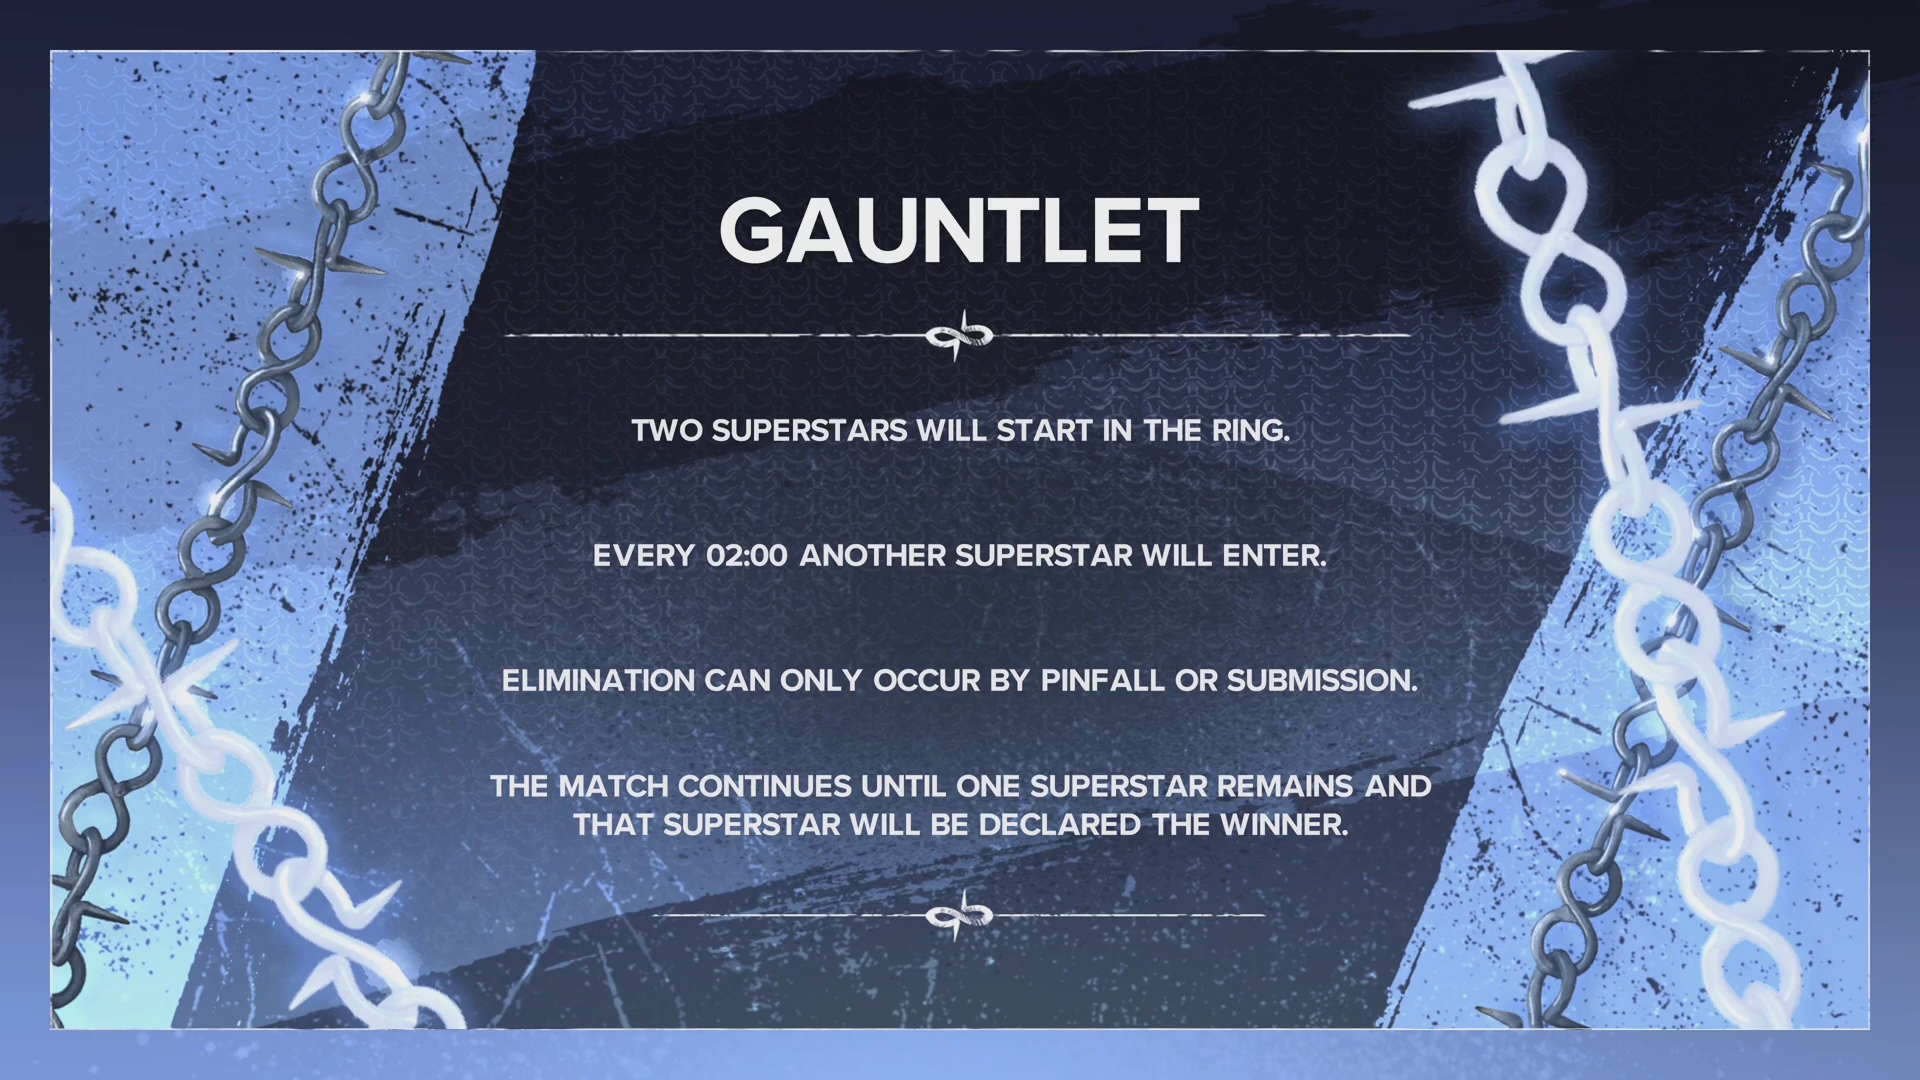 GAUNTLET
TWO SUPERSTARS WILL START IN THE RING.
EVERY 02:00 ANOTHER SUPERSTAR WILL ENTER.
ELIMINATION CAN ONLY OCCUR BY PINFALL OR SUBMISSION.
THE MATCH CONTINUES UNTIL ONE SUPERSTAR REMAINS AND
THAT SUPERSTAR WILL BE DECLARED THE WINNER.